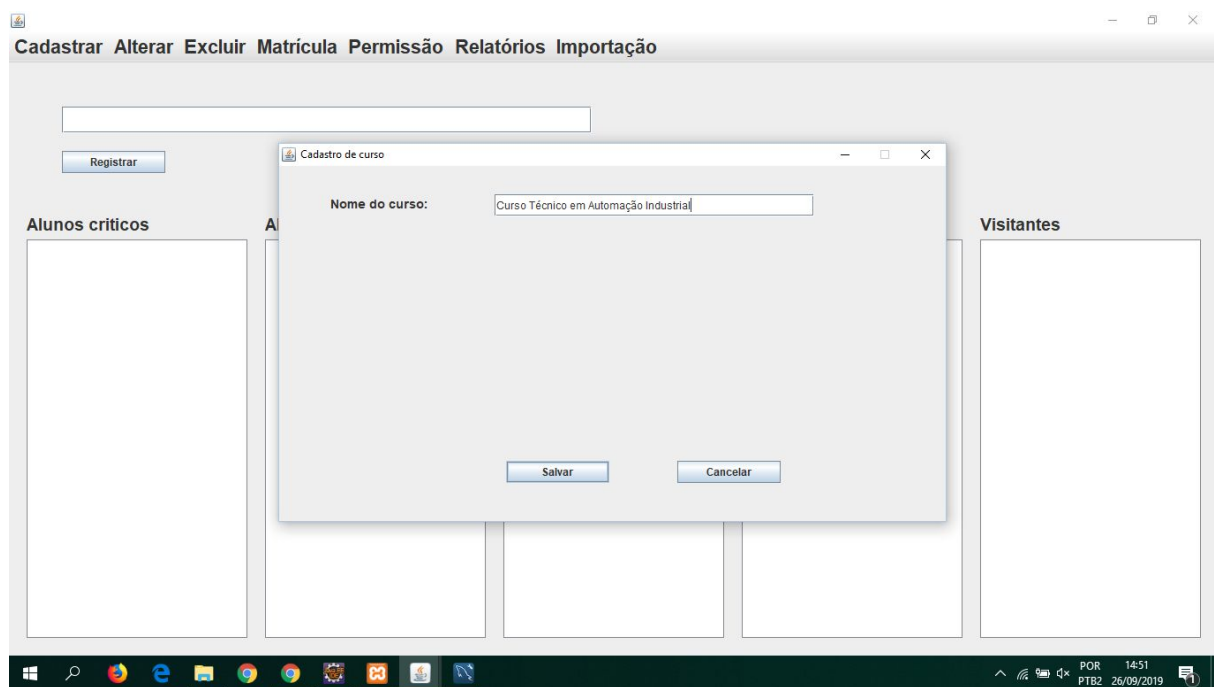 Cadastrar Alterar Excluir Matrícula Permissão Relatórios Importação
Registrar
Cadastro de curso
Nome do curso: Curso Técnico em Automação Industrial
Alunos criticos
Al
Visitantes
Salvar Cancelar
POR 14:51
PTB2 26/09/2019